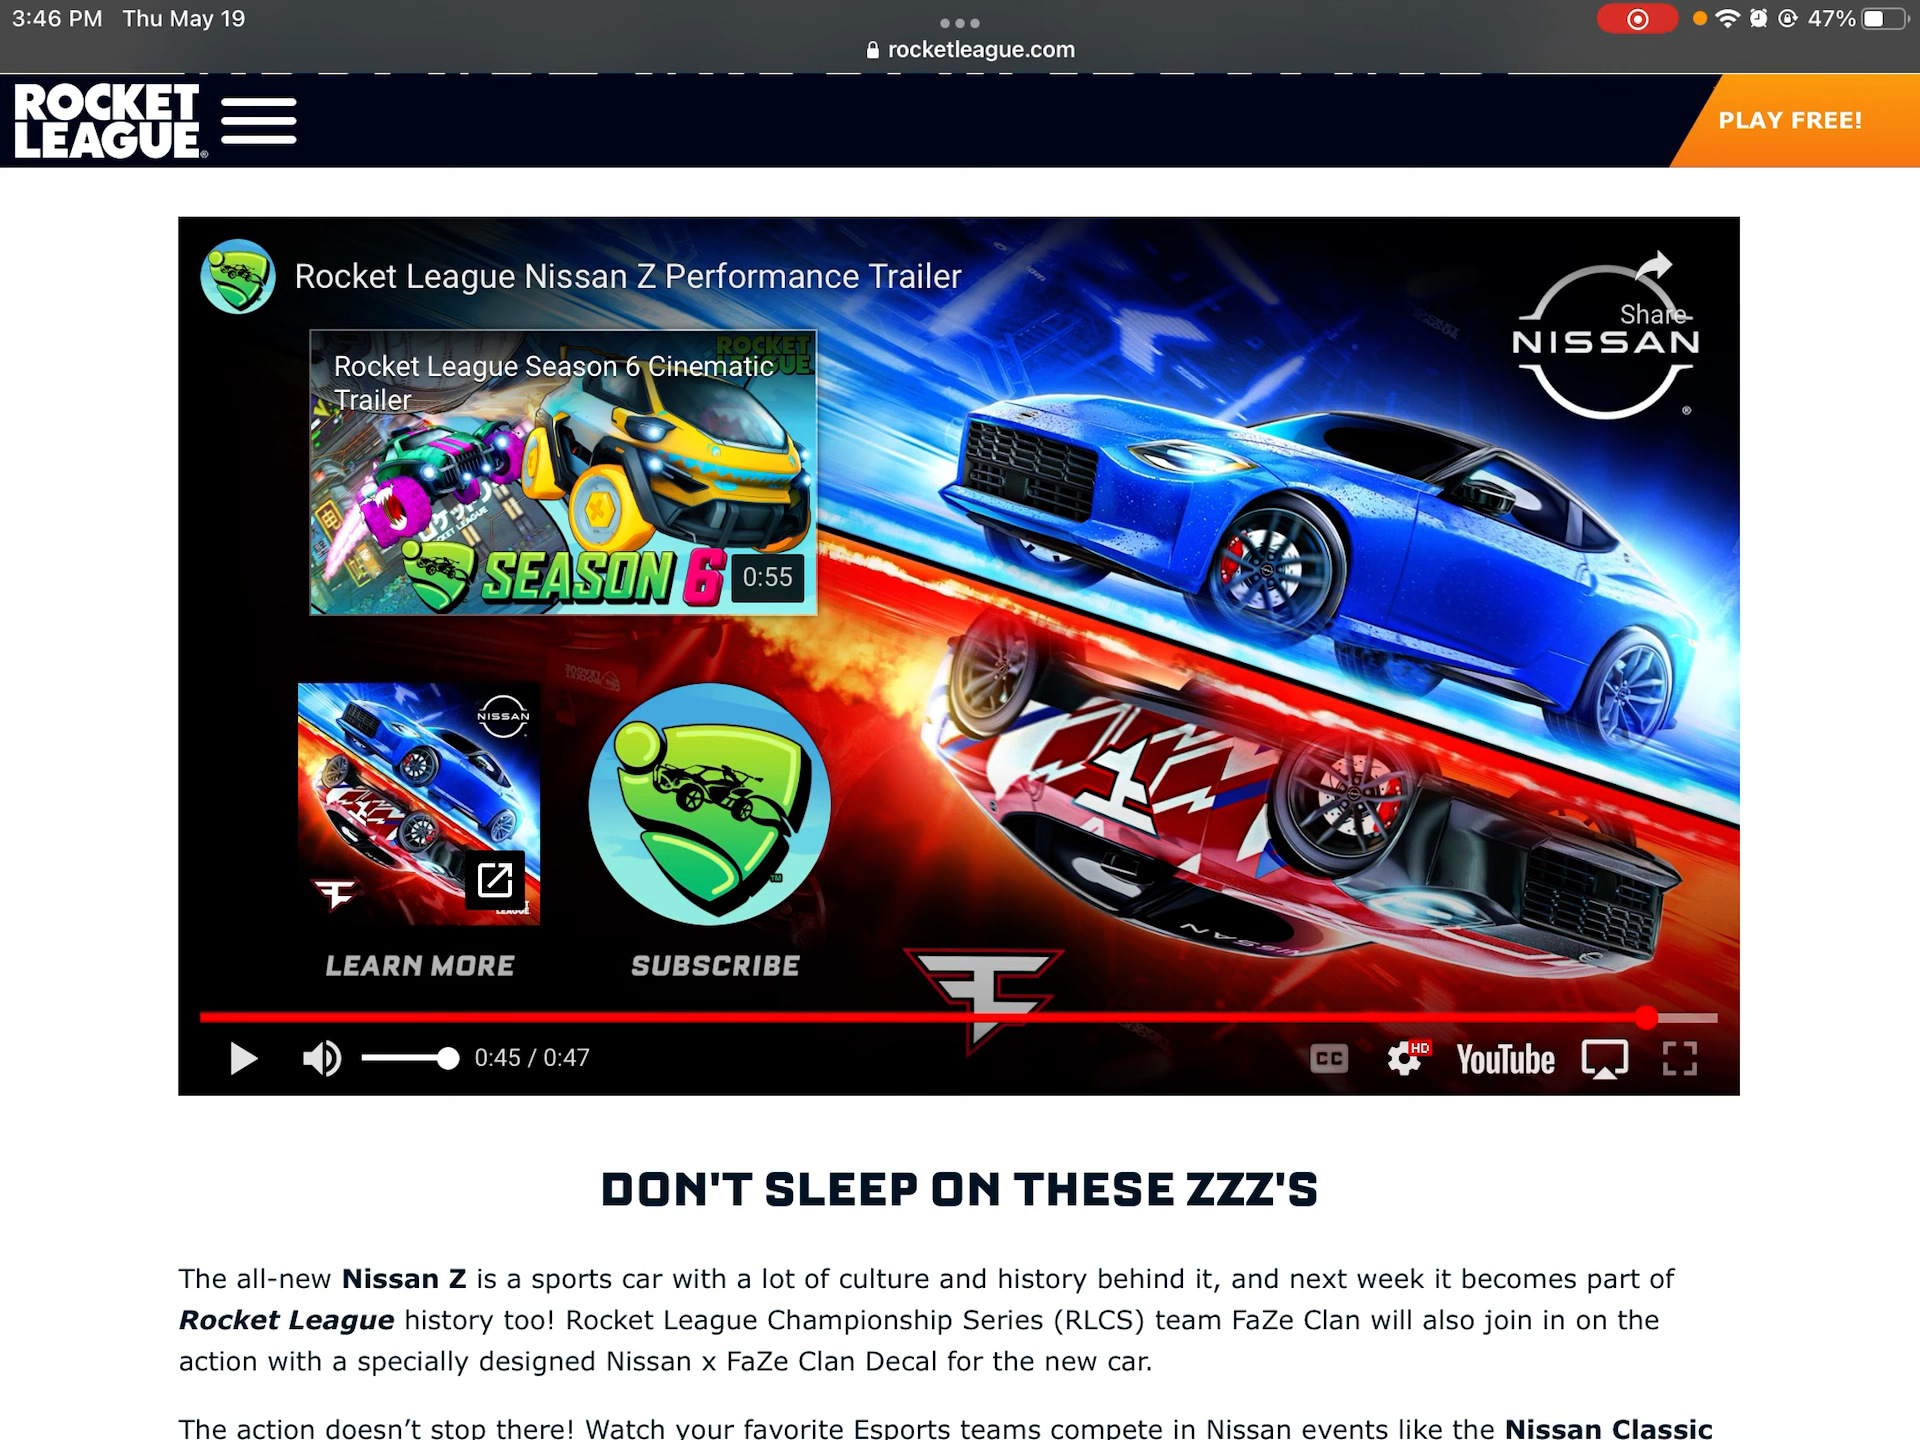 3:46 PM Thu May 19
47%
rocketleague.com
ROCKET
LEAGUE
PLAY FREE!
Rocket League Nissan Z Performance Trailer
Share
NISSAN
Rocket League Season 6 Cinematic
Trailer
ROCKET
SEASON 6
0:55
NISSAN
LEARN MORE
SUBSCRIBE
NISSAN
0:45 / 0:47
CC
HD
YouTube
DON'T SLEEP ON THESE ZZZ'S
The all-new Nissan Z is a sports car with a lot of culture and history behind it, and next week it becomes part of
Rocket League history too! Rocket League Championship Series (RLCS) team FaZe Clan will also join in on the
action with a specially designed Nissan x FaZe Clan Decal for the new car.
The action doesn’t stop there! Watch your favorite Esports teams compete in Nissan events like the Nissan Classic